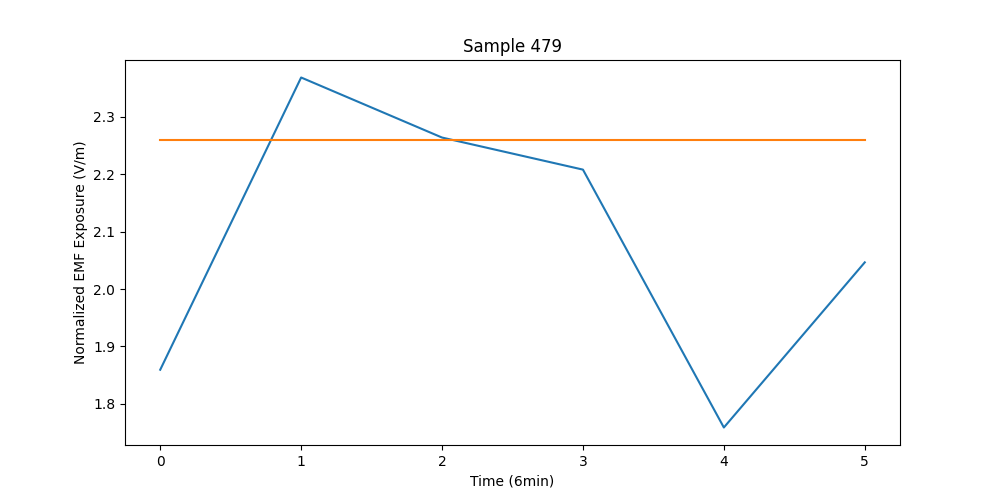 Sample 479
Normalized EMF Exposure (V/m)
2.3
2.2
2.1
2.0
1.9
1.8
0 1 2 3 4 5
Time (6min)